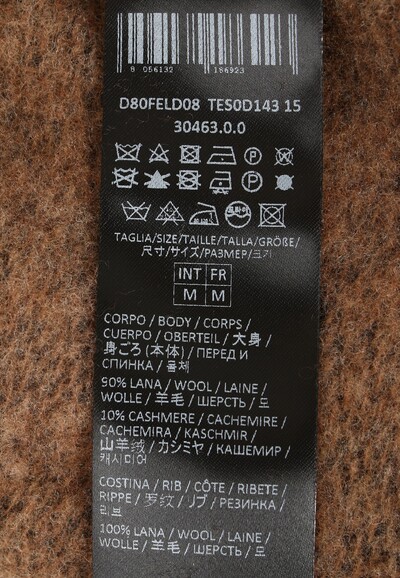 8 056132 186923
D80FELD08 TES0D143 15
30463.0.0
TAGLIA/SIZE/TAILLE/TALLA/GRÖßE/
尺寸/サイズ/РАЗМЕР/크기
INT FR
M M
CORPO / BODY / CORPS /
CUERPO / OBERTEIL / 大身 /
身ごろ (本体) / ПЕРЕД И
СПИНКА / 몸체
90% LANA / WOOL / LAINE /
WOLLE / 羊毛 / ШЕРСТЬ / 모
10% CASHMERE / CACHEMIRE /
CACHEMIRA / KASCHMIR /
山羊绒 / カシミヤ / КАШЕМИР /
캐시미어
COSTINA / RIB / CÔTE / RIBETE /
RIPPE / 罗纹 / リブ / РЕЗИНКА /
리브
100% LANA / WOOL / LAINE /
WOLLE / 羊毛 / ШЕРСТЬ / 모